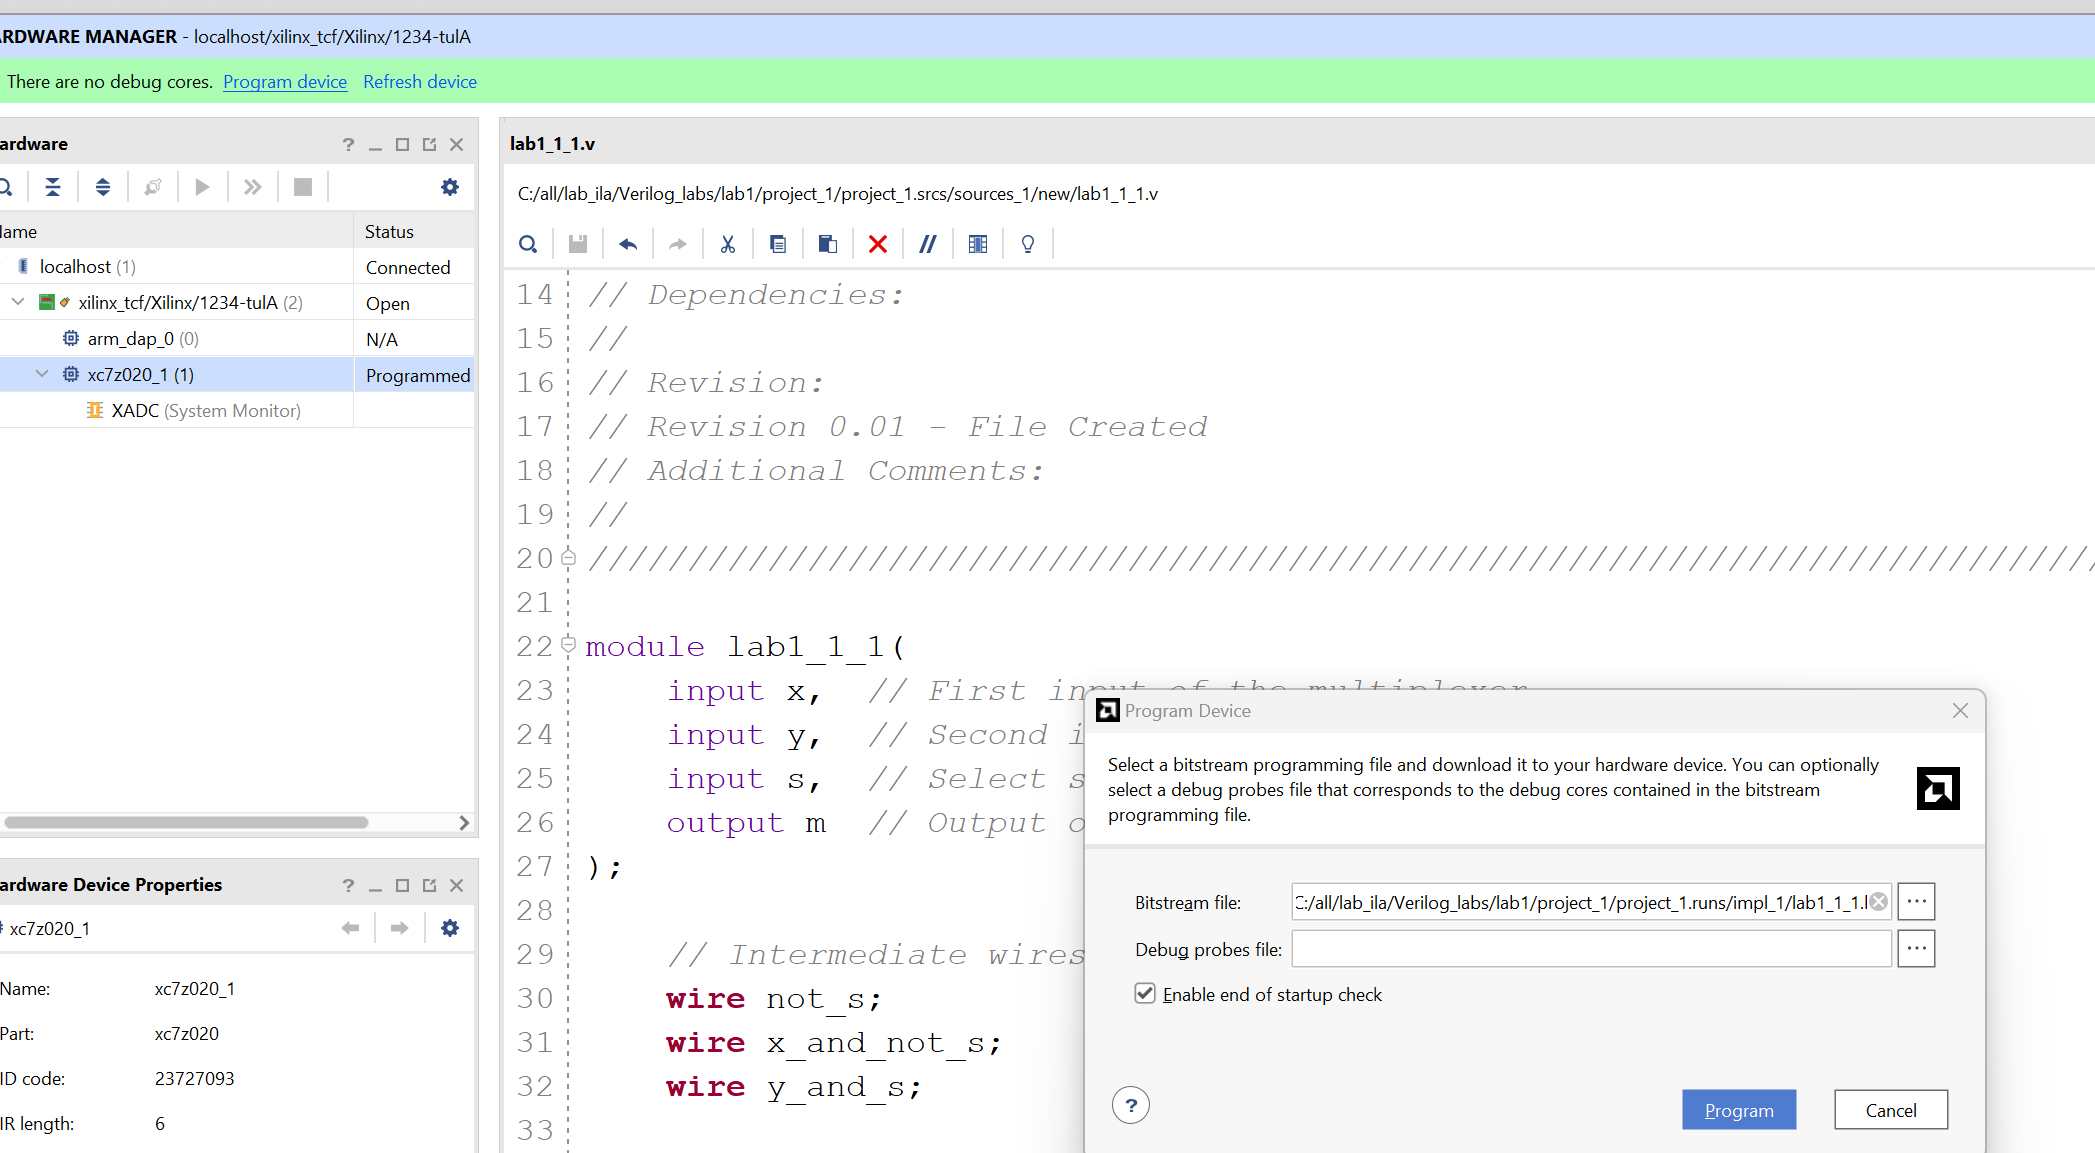 RDWARE MANAGER - localhost/xilinx_tcf/Xilinx/1234-tulA
There are no debug cores. Program device Refresh device
ardware
? _
ame Status
localhost (1) Connected
xilinx_tcf/Xilinx/1234-tulA (2) Open
arm_dap_0 (0) N/A
xc7z020_1 (1) Programmed
XADC (System Monitor)
ardware Device Properties
? _
xc7z020_1
Name: xc7z020_1
Part: xc7z020
ID code: 23727093
IR length: 6
lab1_1_1.v
C:/all/lab_ila/Verilog_labs/lab1/project_1/project_1.srcs/sources_1/new/lab1_1_1.v
14 // Dependencies:
15 //
16 // Revision:
17 // Revision 0.01 - File Created
18 // Additional Comments:
19 //
20 ////////////////////////////////////////////////////////////////////////////
21
22 module lab1_1_1(
23 input x, // First input of the multiplexer
24 input y, // Second i
25 input s, // Select s
26 output m // Output o
27 );
28
29 // Intermediate wires
30 wire not_s;
31 wire x_and_not_s;
32 wire y_and_s;
33
Program Device
Select a bitstream programming file and download it to your hardware device. You can optionally
select a debug probes file that corresponds to the debug cores contained in the bitstream
programming file.
Bitstream file: C:/all/lab_ila/Verilog_labs/lab1/project_1/project_1.runs/impl_1/lab1_1_1.l ...
Debug probes file: ...
Enable end of startup check
?
Program Cancel